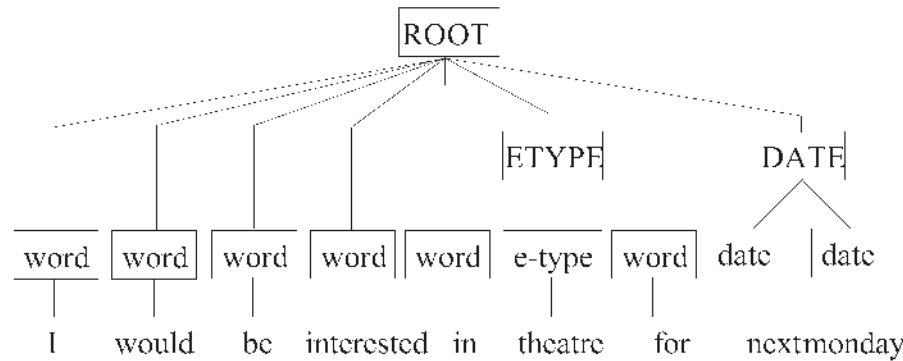 ROOT
ETYPE DATE
word word word word word e-type word date date
I would be interested in theatre for nextmonday